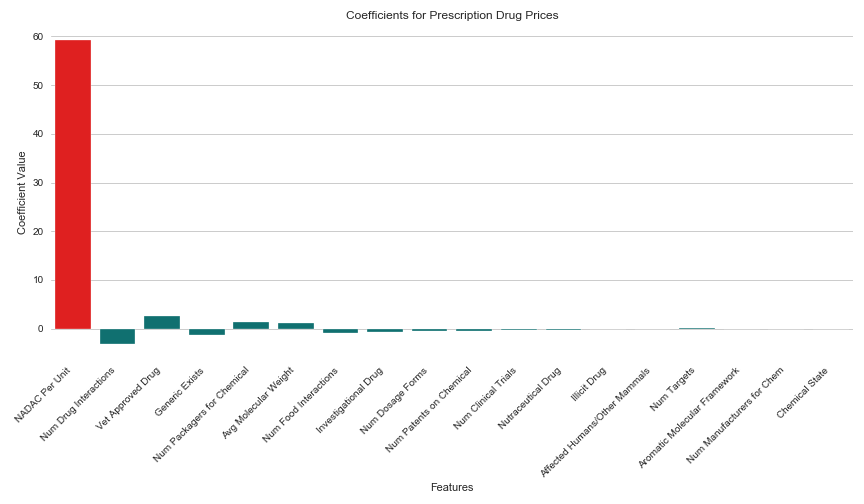 Coefficients for Prescription Drug Prices
60
50
40
30
20
10
0
Coefficient Value
NADAC Per Unit
Num Drug Interactions
Vet Approved Drug
Generic Exists
Num Packagers for Chemical
Avg Molecular Weight
Num Food Interactions
Investigational Drug
Num Dosage Forms
Num Patents on Chemical
Num Clinical Trials
Nutraceutical Drug
Illicit Drug
Affected Humans/Other Mammals
Num Targets
Aromatic Molecular Framework
Num Manufacturers for Chem
Chemical State
Features